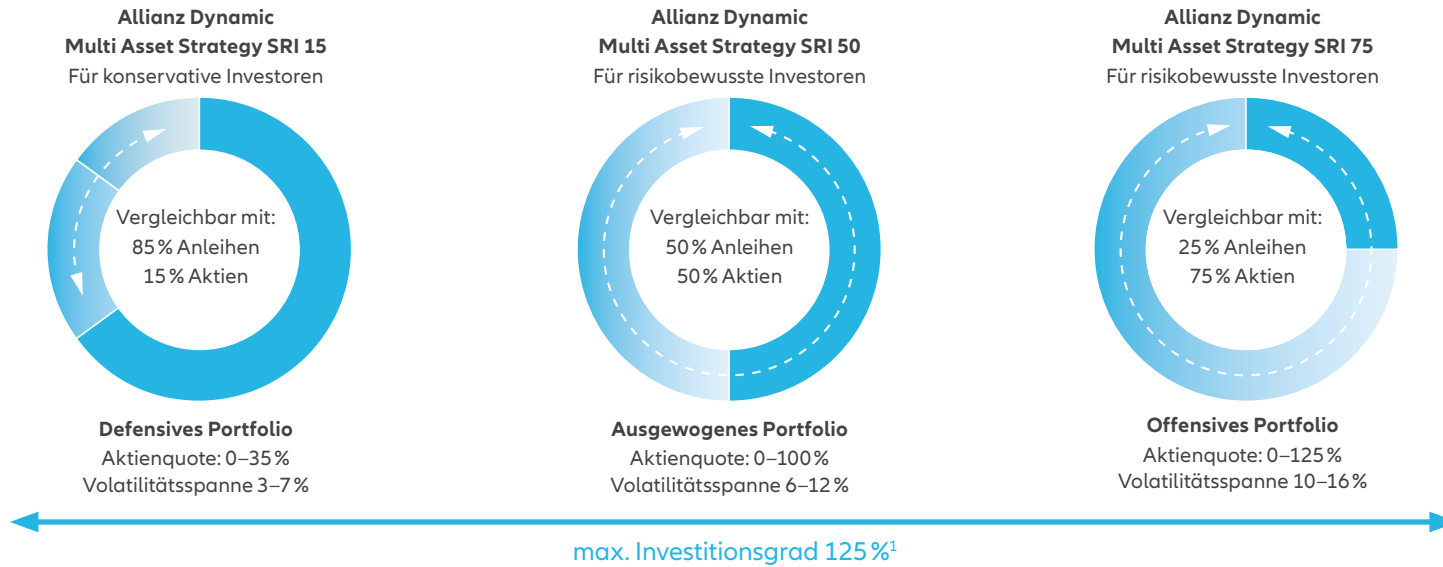 Allianz Dynamic
Multi Asset Strategy SRI 15
Für konservative Investoren
Vergleichbar mit:
85 % Anleihen
15 % Aktien
Defensives Portfolio
Aktienquote: 0–35 %
Volatilitätsspanne 3–7 %
Allianz Dynamic
Multi Asset Strategy SRI 50
Für risikobewusste Investoren
Vergleichbar mit:
50 % Anleihen
50 % Aktien
Ausgewogenes Portfolio
Aktienquote: 0–100 %
Volatilitätsspanne 6–12 %
Allianz Dynamic
Multi Asset Strategy SRI 75
Für risikobewusste Investoren
Vergleichbar mit:
25 % Anleihen
75 % Aktien
Offensives Portfolio
Aktienquote: 0–125 %
Volatilitätsspanne 10–16 %
max. Investitionsgrad 125 %¹